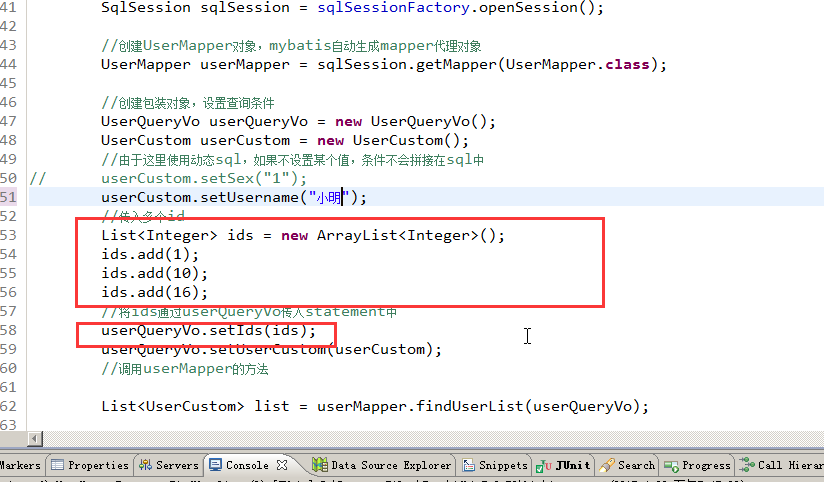 41 SqlSession sqlSession = sqlSessionFactory.openSession();
42
43 //创建UserMapper对象，mybatis自动生成mapper代理对象
44 UserMapper userMapper = sqlSession.getMapper(UserMapper.class);
45
46 //创建包装对象，设置查询条件
47 UserQueryVo userQueryVo = new UserQueryVo();
48 UserCustom userCustom = new UserCustom();
49 //由于这里使用动态sql，如果不设置某个值，条件不会拼接在sql中
50 // userCustom.setSex("1");
51 userCustom.setUsername("小明");
52 //传入多个id
53 List<Integer> ids = new ArrayList<Integer>();
54 ids.add(1);
55 ids.add(10);
56 ids.add(16);
57 //将ids通过userQueryVo传入statement中
58 userQueryVo.setIds(ids);
59 userQueryVo.setUserCustom(userCustom);
60 //调用userMapper的方法
61
62 List<UserCustom> list = userMapper.findUserList(userQueryVo);
63
Markers Properties Servers Console Data Source Explorer Snippets JUnit Search Progress Call Hierar